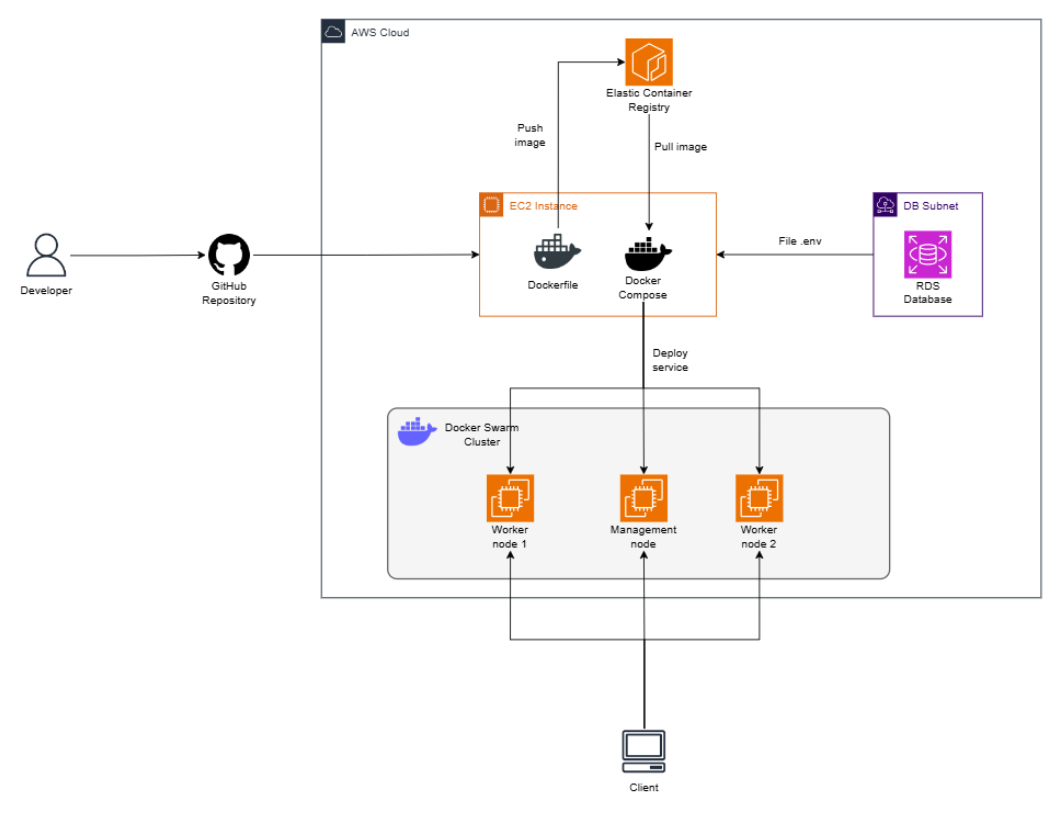 AWS Cloud
Elastic Container
Registry
Push
image
Pull image
EC2 Instance
DB Subnet
File .env
Developer
GitHub
Repository
Dockerfile
Docker
Compose
RDS
Database
Deploy
service
Docker Swarm
Cluster
Worker
node 1
Management
node
Worker
node 2
Client